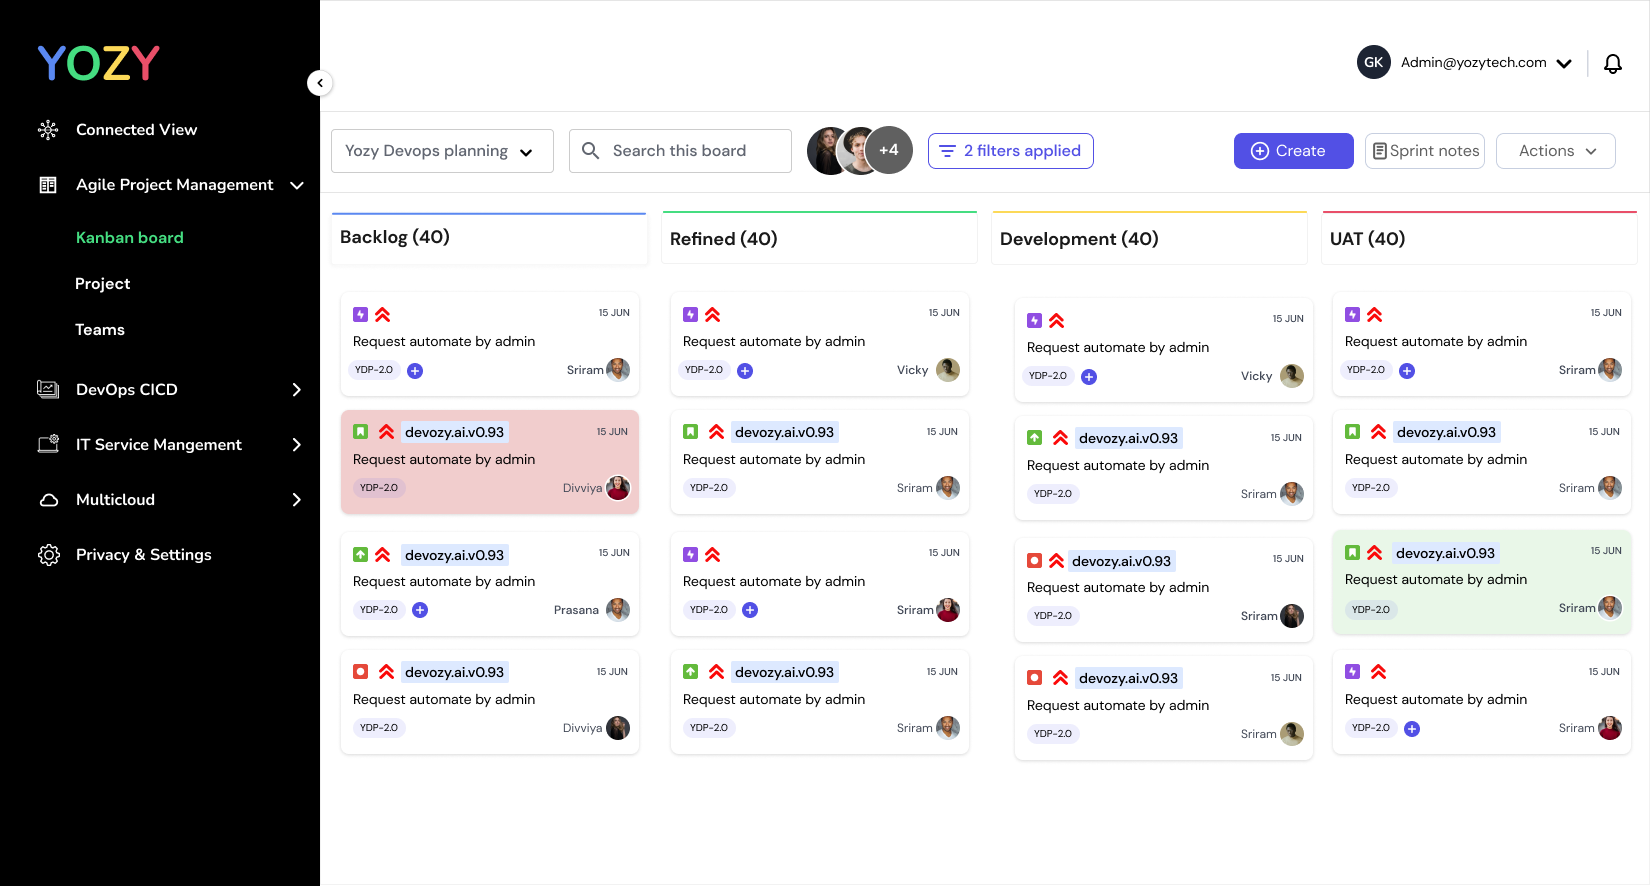 YOZY
Connected View
Agile Project Management
Kanban board
Project
Teams
DevOps CICD
IT Service Mangement
Multicloud
Privacy & Settings
GK
Admin@yozytech.com
Yozy Devops planning
Search this board
+4
2 filters applied
Create
Sprint notes
Actions
Backlog (40)
15 JUN
Request automate by admin
YDP-2.0
Sriram
devozy.ai.v0.93
15 JUN
Request automate by admin
YDP-2.0
Divviya
devozy.ai.v0.93
15 JUN
Request automate by admin
YDP-2.0
Prasana
devozy.ai.v0.93
15 JUN
Request automate by admin
YDP-2.0
Divviya
Refined (40)
15 JUN
Request automate by admin
YDP-2.0
Vicky
devozy.ai.v0.93
15 JUN
Request automate by admin
YDP-2.0
Sriram
15 JUN
Request automate by admin
YDP-2.0
Sriram
devozy.ai.v0.93
15 JUN
Request automate by admin
YDP-2.0
Sriram
Development (40)
15 JUN
Request automate by admin
YDP-2.0
Vicky
devozy.ai.v0.93
15 JUN
Request automate by admin
YDP-2.0
Sriram
devozy.ai.v0.93
15 JUN
Request automate by admin
YDP-2.0
Sriram
devozy.ai.v0.93
15 JUN
Request automate by admin
YDP-2.0
Sriram
UAT (40)
15 JUN
Request automate by admin
YDP-2.0
Sriram
devozy.ai.v0.93
15 JUN
Request automate by admin
YDP-2.0
Sriram
devozy.ai.v0.93
15 JUN
Request automate by admin
YDP-2.0
Sriram
15 JUN
Request automate by admin
YDP-2.0
Sriram